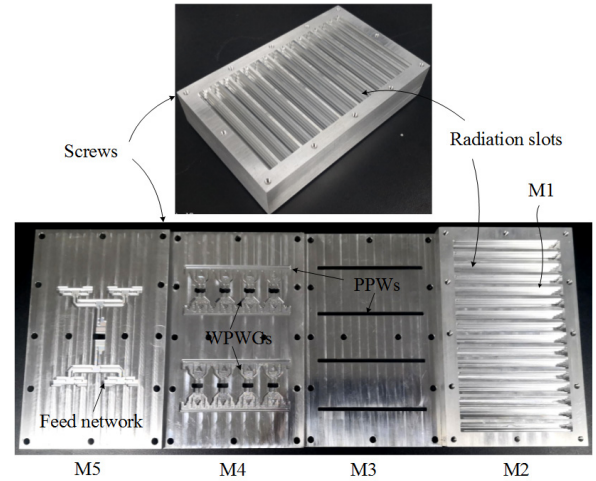 Screws
Radiation slots
M1
PPWs
WPWGs
Feed network
M5
M4
M3
M2